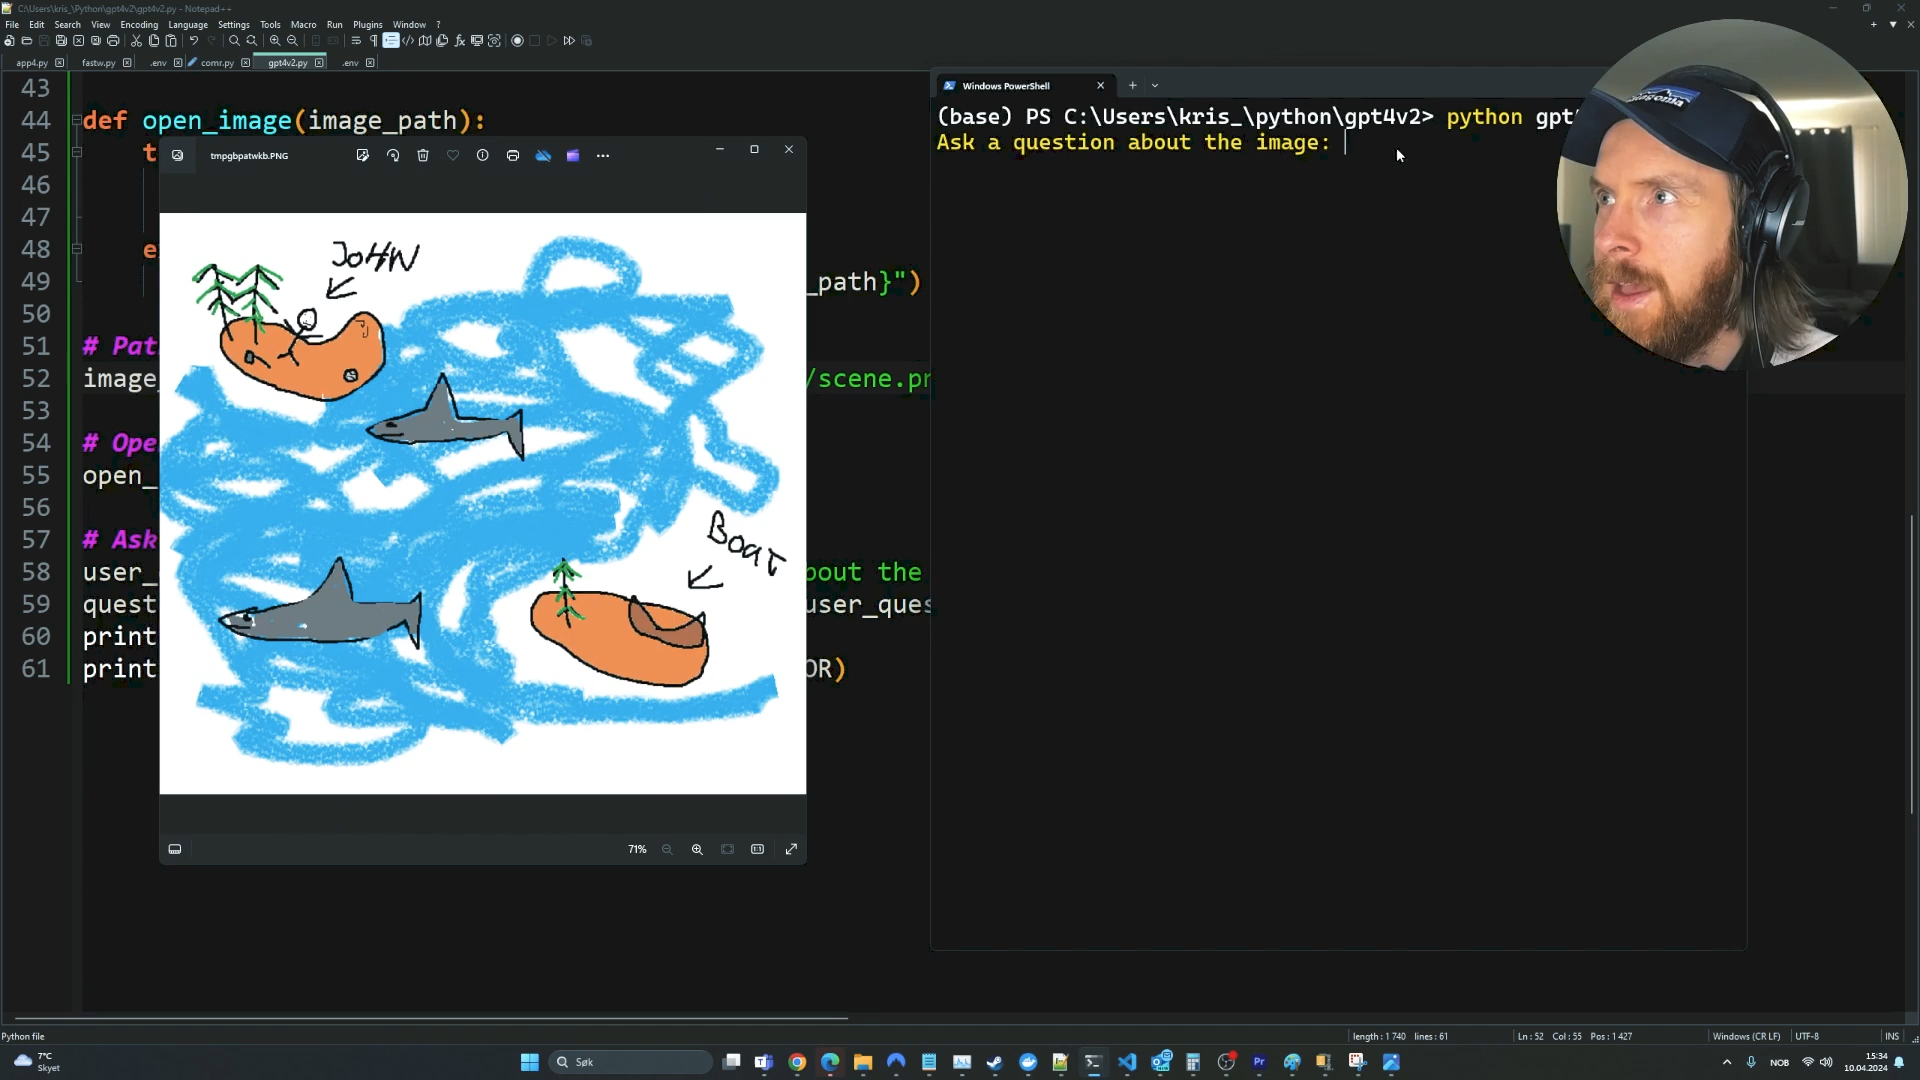 C:\Users\kris_\Python\gpt4v2\gpt4v2.py - Notepad++
File Edit Search View Encoding Language Settings Tools Macro Run Plugins Window ?
app4.py fastw.py .env comr.py gpt4v2.py .env
43
44 def open_image(image_path):
45 t
46
47
48 e
49 _path}")
50
51 # Pat
52 image_ /scene.pn
53
54 # Ope
55 open_
56
57 # Ask
58 user_ bout the
59 quest user_ques
60 print
61 print OR)
tmpgbpatwkb.PNG
JOHN
BOAT
71%
Windows PowerShell
(base) PS C:\Users\kris_\python\gpt4v2> python gpt
Ask a question about the image:
patagonia
Python file
length : 1 740 lines : 61
Ln : 52 Col : 55 Pos : 1 427
Windows (CR LF)
UTF-8
INS
7°C
Skyet
Søk
NOB
15:34
10.04.2024